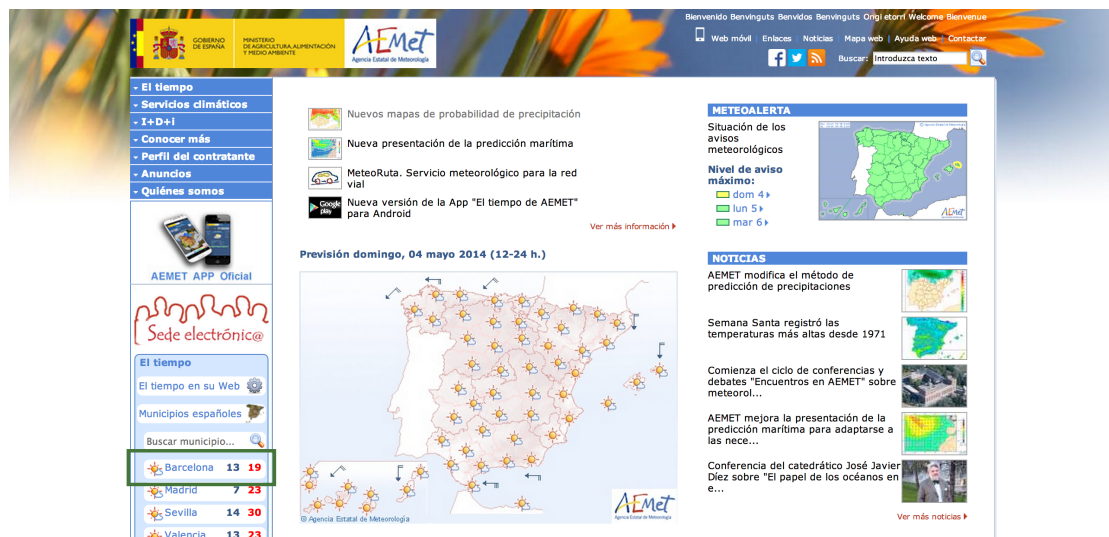 Bienvenido Benvinguts Benvidos Benvinguts Ongi etorri Welcome Bienvenue
GOBIERNO
DE ESPAÑA
MINISTERIO
DE AGRICULTURA, ALIMENTACIÓN
Y MEDIO AMBIENTE
AEMet
Agencia Estatal de Meteorología
Web móvil | Enlaces | Noticias | Mapa web | Ayuda web | Contactar
Buscar: Introduzca texto
El tiempo
Servicios climáticos
I+D+i
Conocer más
Perfil del contratante
Anuncios
Quiénes somos
AEMET APP Oficial
Sede electrónic@
El tiempo
El tiempo en su Web
Municipios españoles
Buscar municipio...
Barcelona 13 19
Madrid 7 23
Sevilla 14 30
Valencia 13 23
Nuevos mapas de probabilidad de precipitación
Nueva presentación de la predicción marítima
MeteoRuta. Servicio meteorológico para la red
vial
Google
play
Nueva versión de la App "El tiempo de AEMET"
para Android
Ver más información
Previsión domingo, 04 mayo 2014 (12-24 h.)
© Agencia Estatal de Meteorología
AEMet
Agencia Estatal de Meteorología
METEOALERTA
Situación de los
avisos
meteorológicos
Nivel de aviso
máximo:
dom 4
lun 5
mar 6
AEMet
NOTICIAS
AEMET modifica el método de
predicción de precipitaciones
Semana Santa registró las
temperaturas más altas desde 1971
Comienza el ciclo de conferencias y
debates "Encuentros en AEMET" sobre
meteorol...
AEMET mejora la presentación de la
predicción marítima para adaptarse a
las nece...
Conferencia del catedrático José Javier
Díez sobre "El papel de los océanos en
e...
Ver más noticias